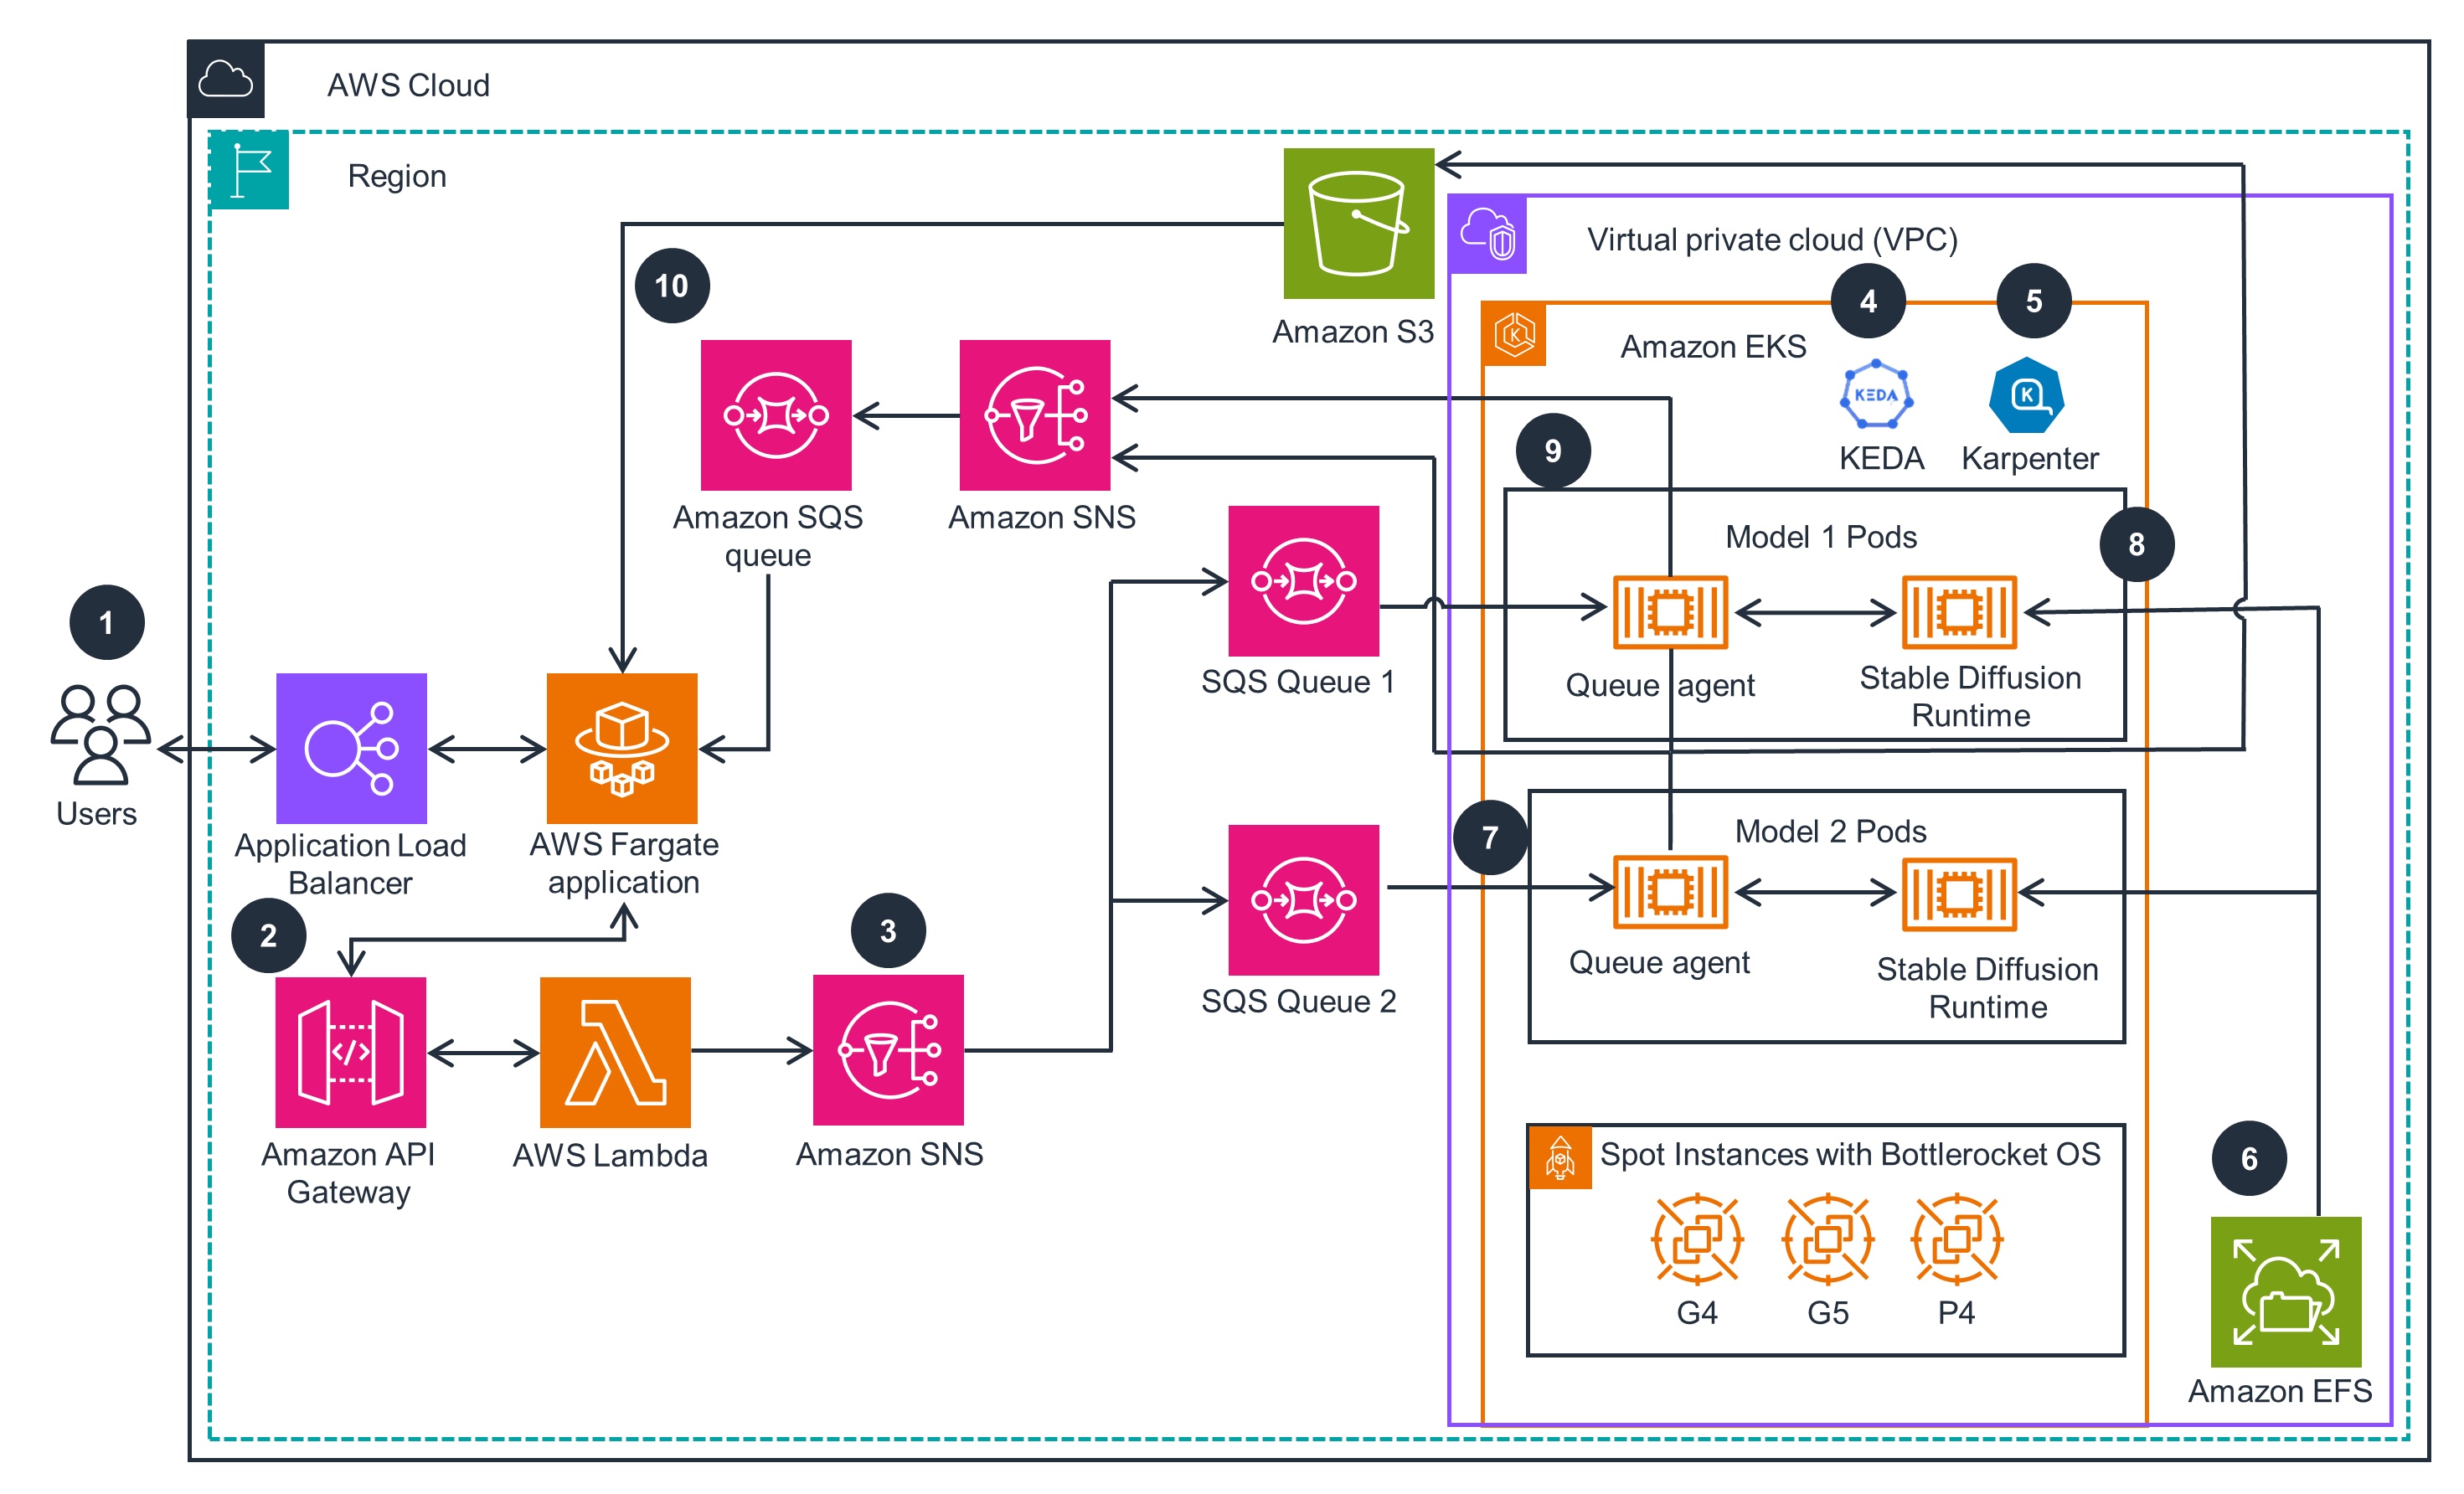 AWS Cloud
Region
10
Amazon S3
Virtual private cloud (VPC)
4
5
Amazon EKS
K
KEDA
K
KEDA
Karpenter
9
Amazon SQS
queue
Amazon SNS
Model 1 Pods
8
1
SQS Queue 1
Queue agent
Stable Diffusion
Runtime
Users
Application Load
Balancer
AWS Fargate
application
7
Model 2 Pods
2
3
SQS Queue 2
Queue agent
Stable Diffusion
Runtime
</>
Amazon API
Gateway
AWS Lambda
Amazon SNS
Spot Instances with Bottlerocket OS
6
G4
G5
P4
Amazon EFS